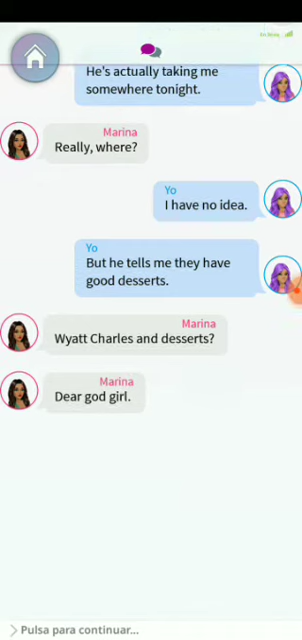 He's actually taking me
somewhere tonight.
Marina
Really, where?
Yo
I have no idea.
Yo
But he tells me they have
good desserts.
Marina
Wyatt Charles and desserts?
Marina
Dear god girl.
Pulsa para continuar...